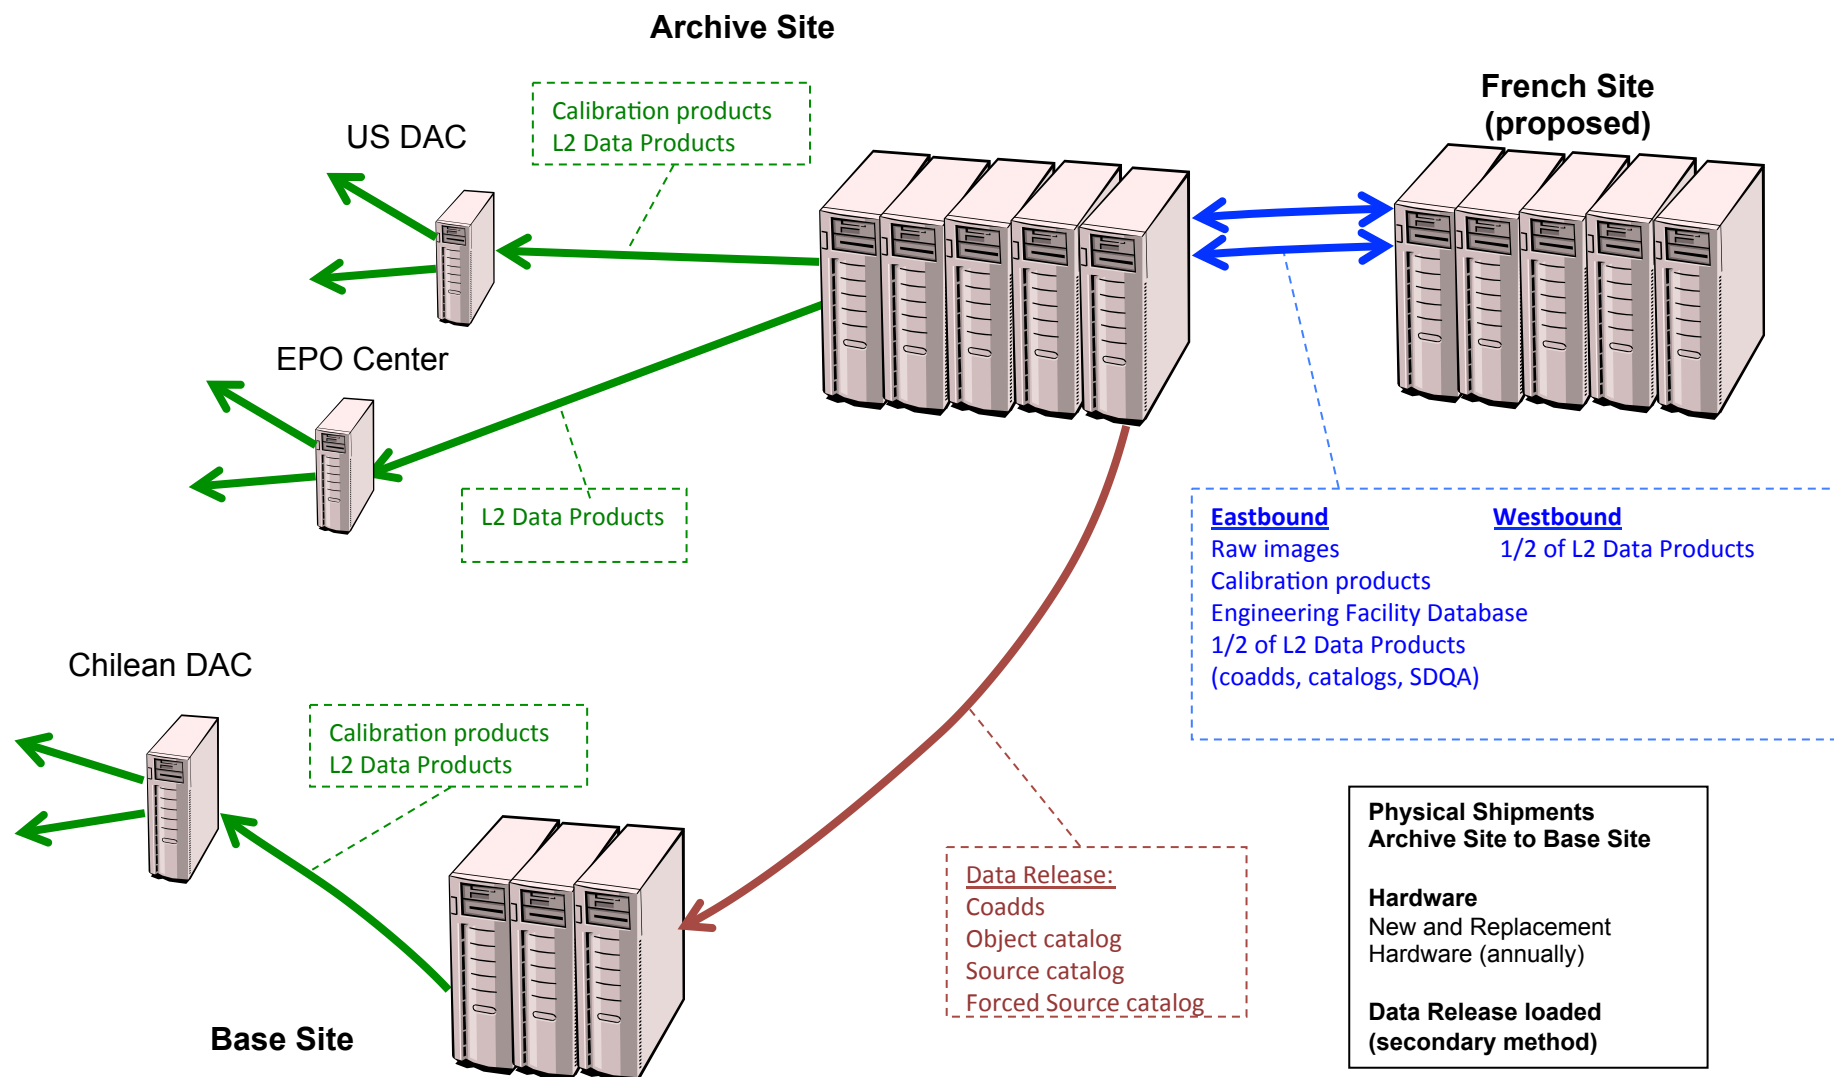 Archive Site
French Site
(proposed)
Calibration products
L2 Data Products
US DAC
EPO Center
L2 Data Products
Eastbound
Raw images
Calibration products
Engineering Facility Database
1/2 of L2 Data Products
(coadds, catalogs, SDQA)
Westbound
1/2 of L2 Data Products
Chilean DAC
Calibration products
L2 Data Products
Base Site
Data Release:
Coadds
Object catalog
Source catalog
Forced Source catalog
Physical Shipments
Archive Site to Base Site
Hardware
New and Replacement
Hardware (annually)
Data Release loaded
(secondary method)